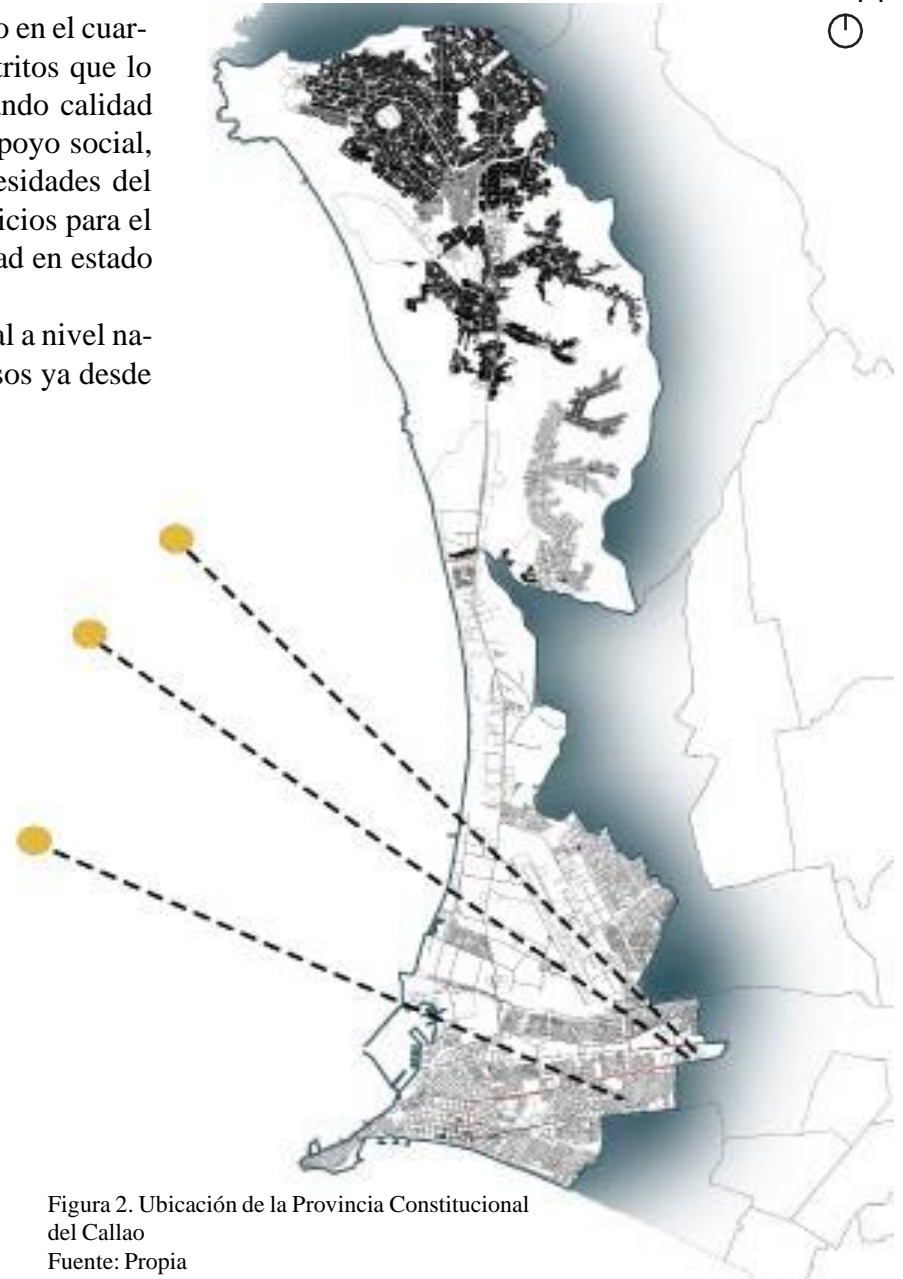 o en el cuar-
tritos que lo
ndo calidad
poyo social,
esidades del
icios para el
ad en estado
al a nivel na-
sos ya desde
Figura 2. Ubicación de la Provincia Constitucional
del Callao
Fuente: Propia